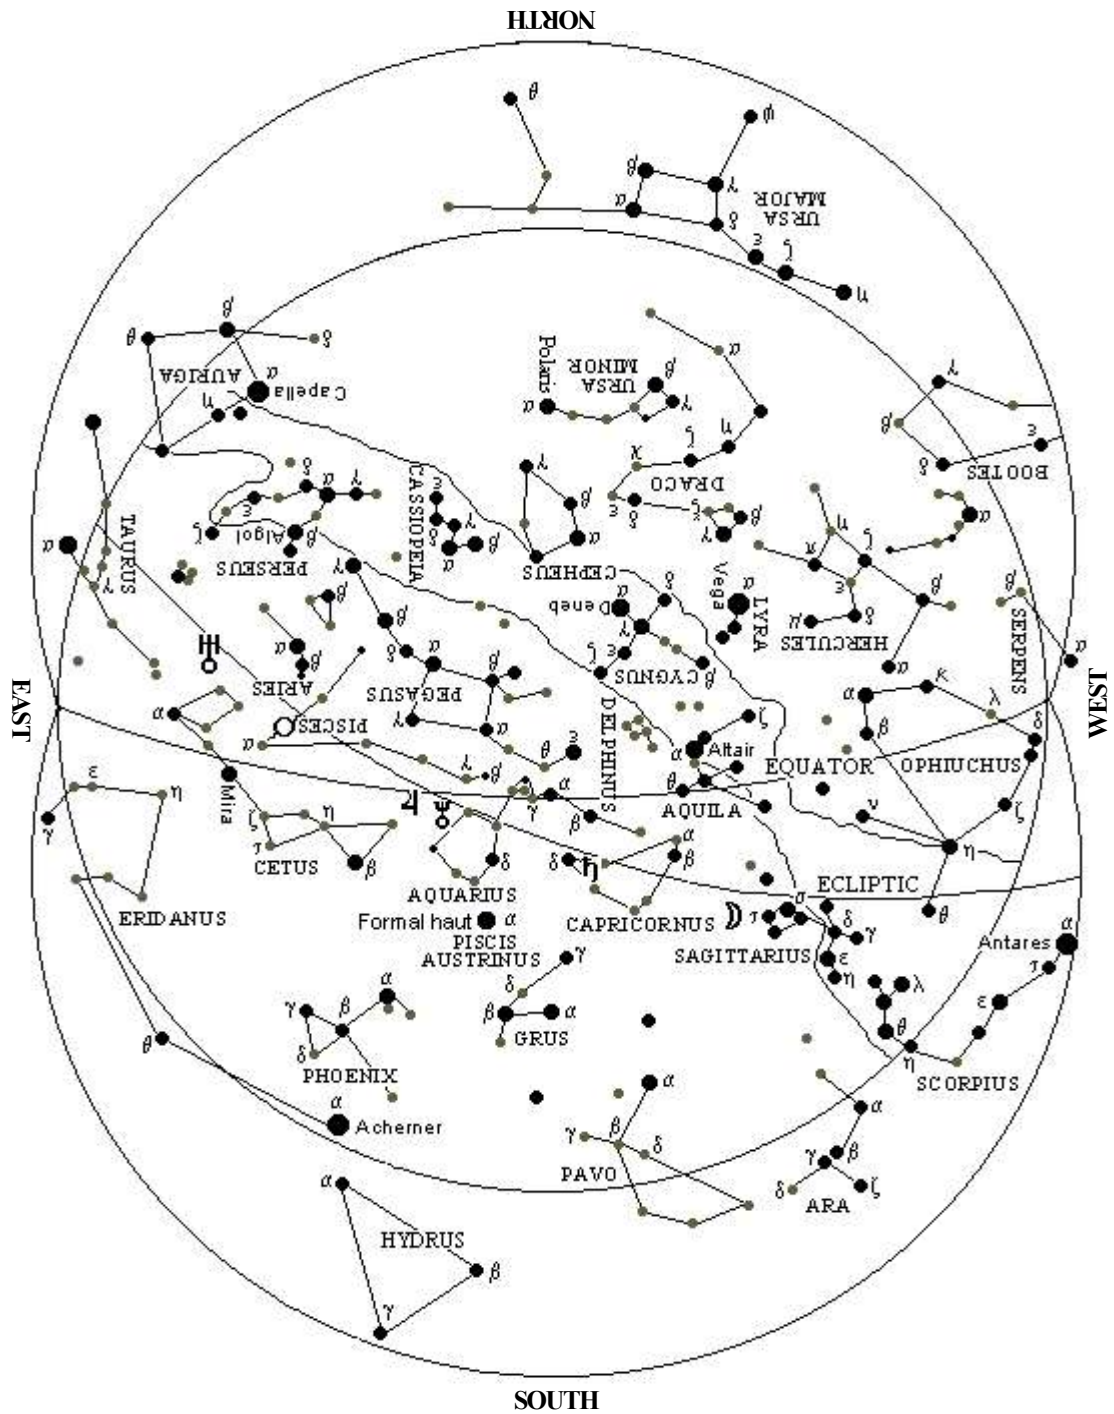 NORTH
θ
φ
β
γ
URSA
MAJOR
α
δ
ε
ζ
η
β
θ
δ
α
AURIGA
Capella
η
Polaris
α
URSA
MINOR
β
γ
α
ζ
η
γ
β
δ
ε
BOOTES
χ
DRACO
ε
δ
ζ
β
γ
TAURUS
α
γ
δ
α
γ
ε
ζ
Algol
β
PERSEUS
CASSIOPEIA
ε
γ
α
β
γ
β
α
CEPHEUS
α
η
ζ
π
ε
β
δ
μ
HERCULES
α
β
SERPENS
α
γ
β
δ
α
β
PEGASUS
γ
α
δ
α
Deneb
γ
ε
ζ
β
CYGNUS
α
Vega
LYRA
β
α
β
ARIES
♅
EAST
WEST
α
PISCES
α
γ
β
θ
ε
DELPHINUS
ζ
α
Altair
θ
AQUILA
EQUATOR
α
κ
β
λ
δ
OPHIUCHUS
ν
ζ
η
θ
ε
η
γ
ERIDANUS
Mira
ζ
η
τ
CETUS
β
♃
γ
α
β
δ
AQUARIUS
δ
♄
α
β
CAPRICORNUS
ECLIPTIC
☽
τ
σ
δ
γ
SAGITTARIUS
ε
η
Formal haut
α
PISCIS
AUSTRINUS
Antares
α
τ
ε
λ
θ
η
SCORPIUS
γ
δ
β
α
GRUS
α
γ
β
δ
PHOENIX
θ
α
Acherner
α
γ
β
δ
PAVO
α
γ
β
δ
ζ
ARA
α
HYDRUS
β
γ
SOUTH